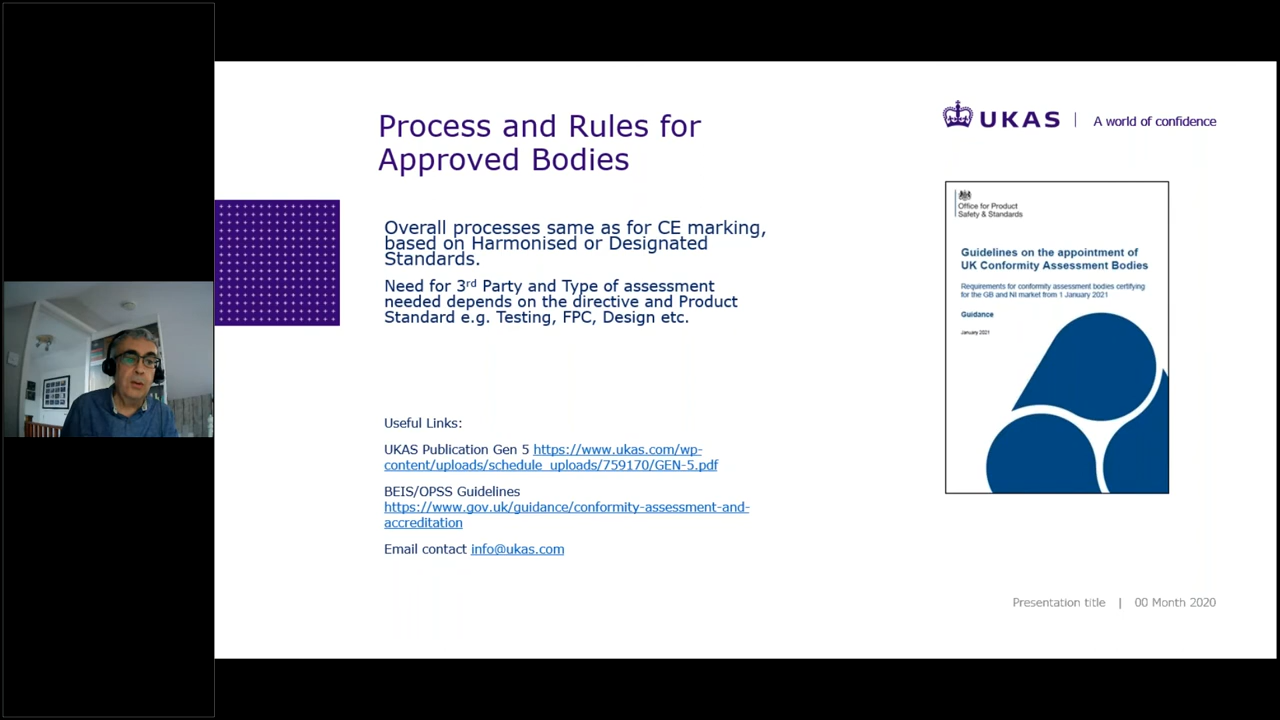 Process and Rules for
Approved Bodies
UKAS | A world of confidence
Overall processes same as for CE marking,
based on Harmonised or Designated
Standards.
Need for 3rd Party and Type of assessment
needed depends on the directive and Product
Standard e.g. Testing, FPC, Design etc.
Useful Links:
UKAS Publication Gen 5 https://www.ukas.com/wp-
content/uploads/schedule_uploads/759170/GEN-5.pdf
BEIS/OPSS Guidelines
https://www.gov.uk/guidance/conformity-assessment-and-
accreditation
Email contact info@ukas.com
Office for Product
Safety & Standards
Guidelines on the appointment of
UK Conformity Assessment Bodies
Requirements for conformity assessment bodies certifying
for the GB and NI market from 1 January 2021
Guidance
January 2021
Presentation title | 00 Month 2020